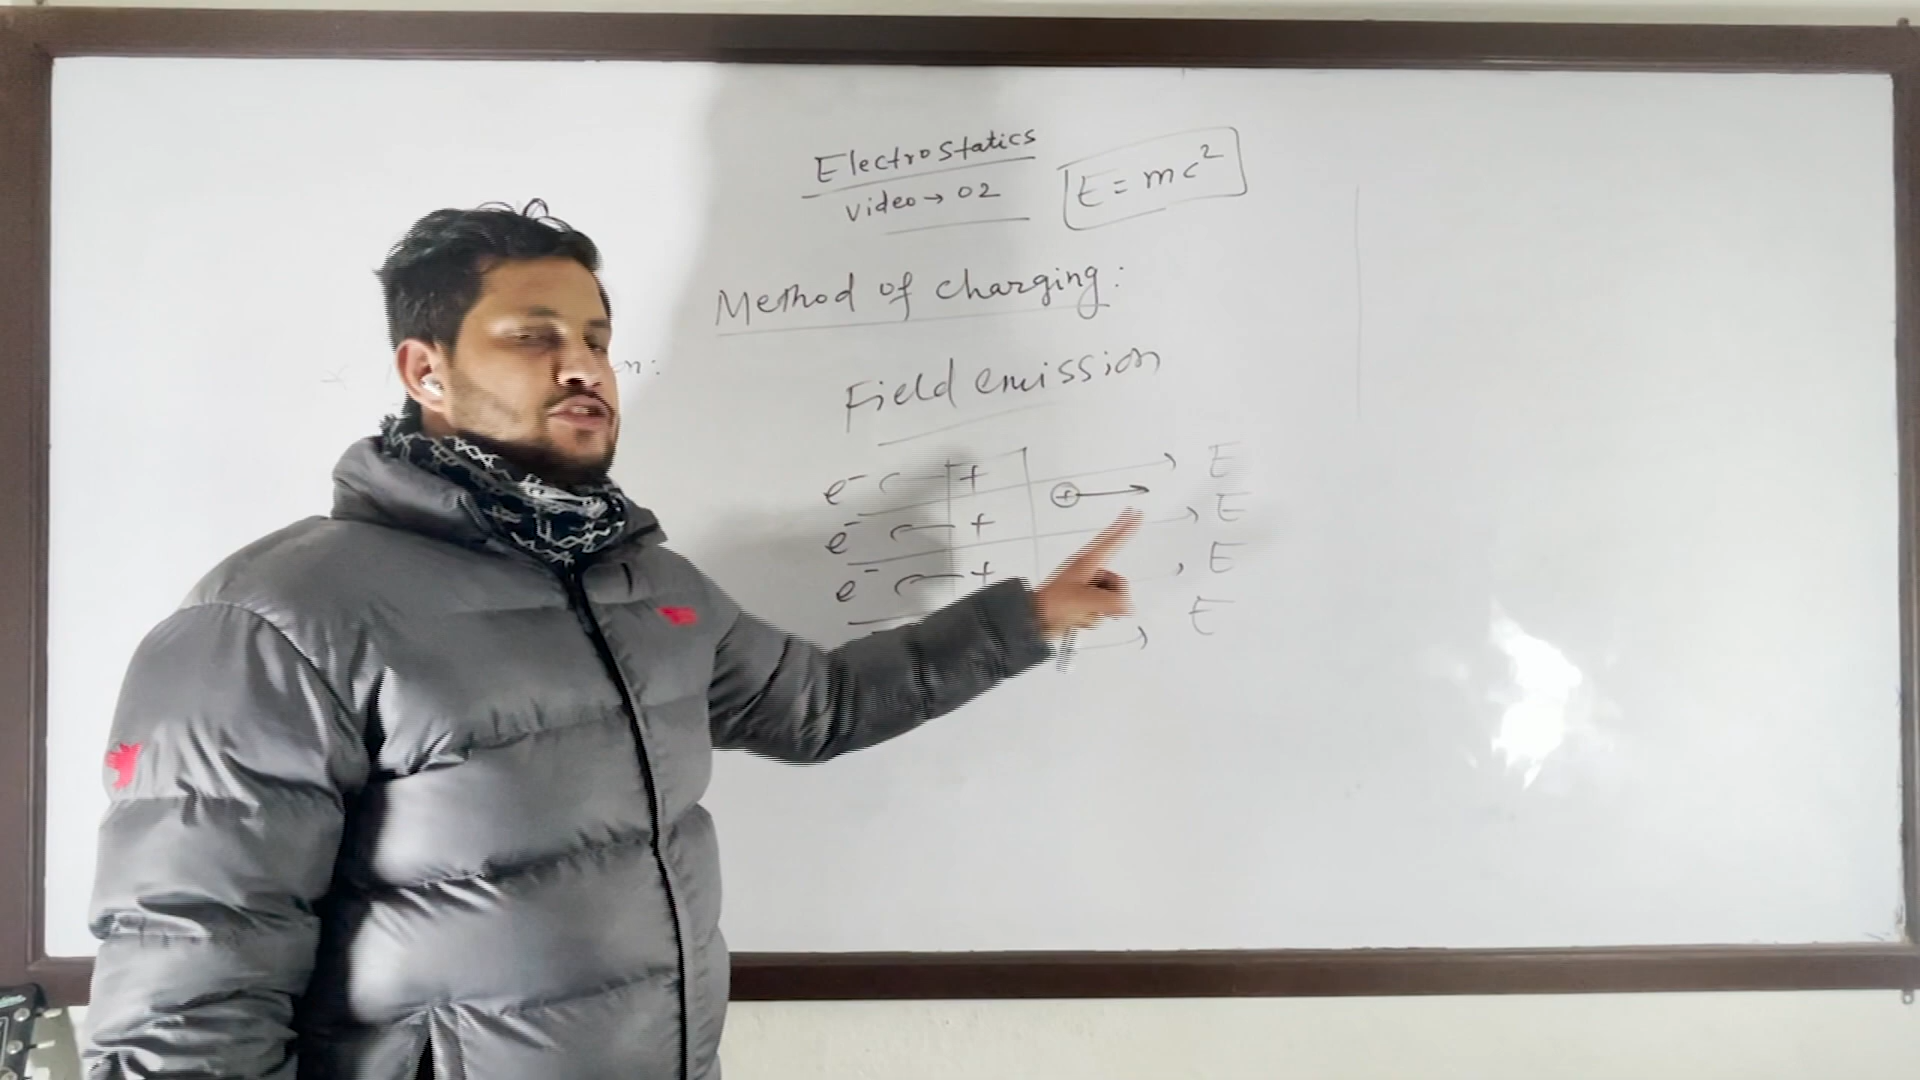 Electrostatics
Video → 02
E = mc²
Method of charging:
Field emission
e⁻ + + → E
e⁻ + E
e⁻ + E
E